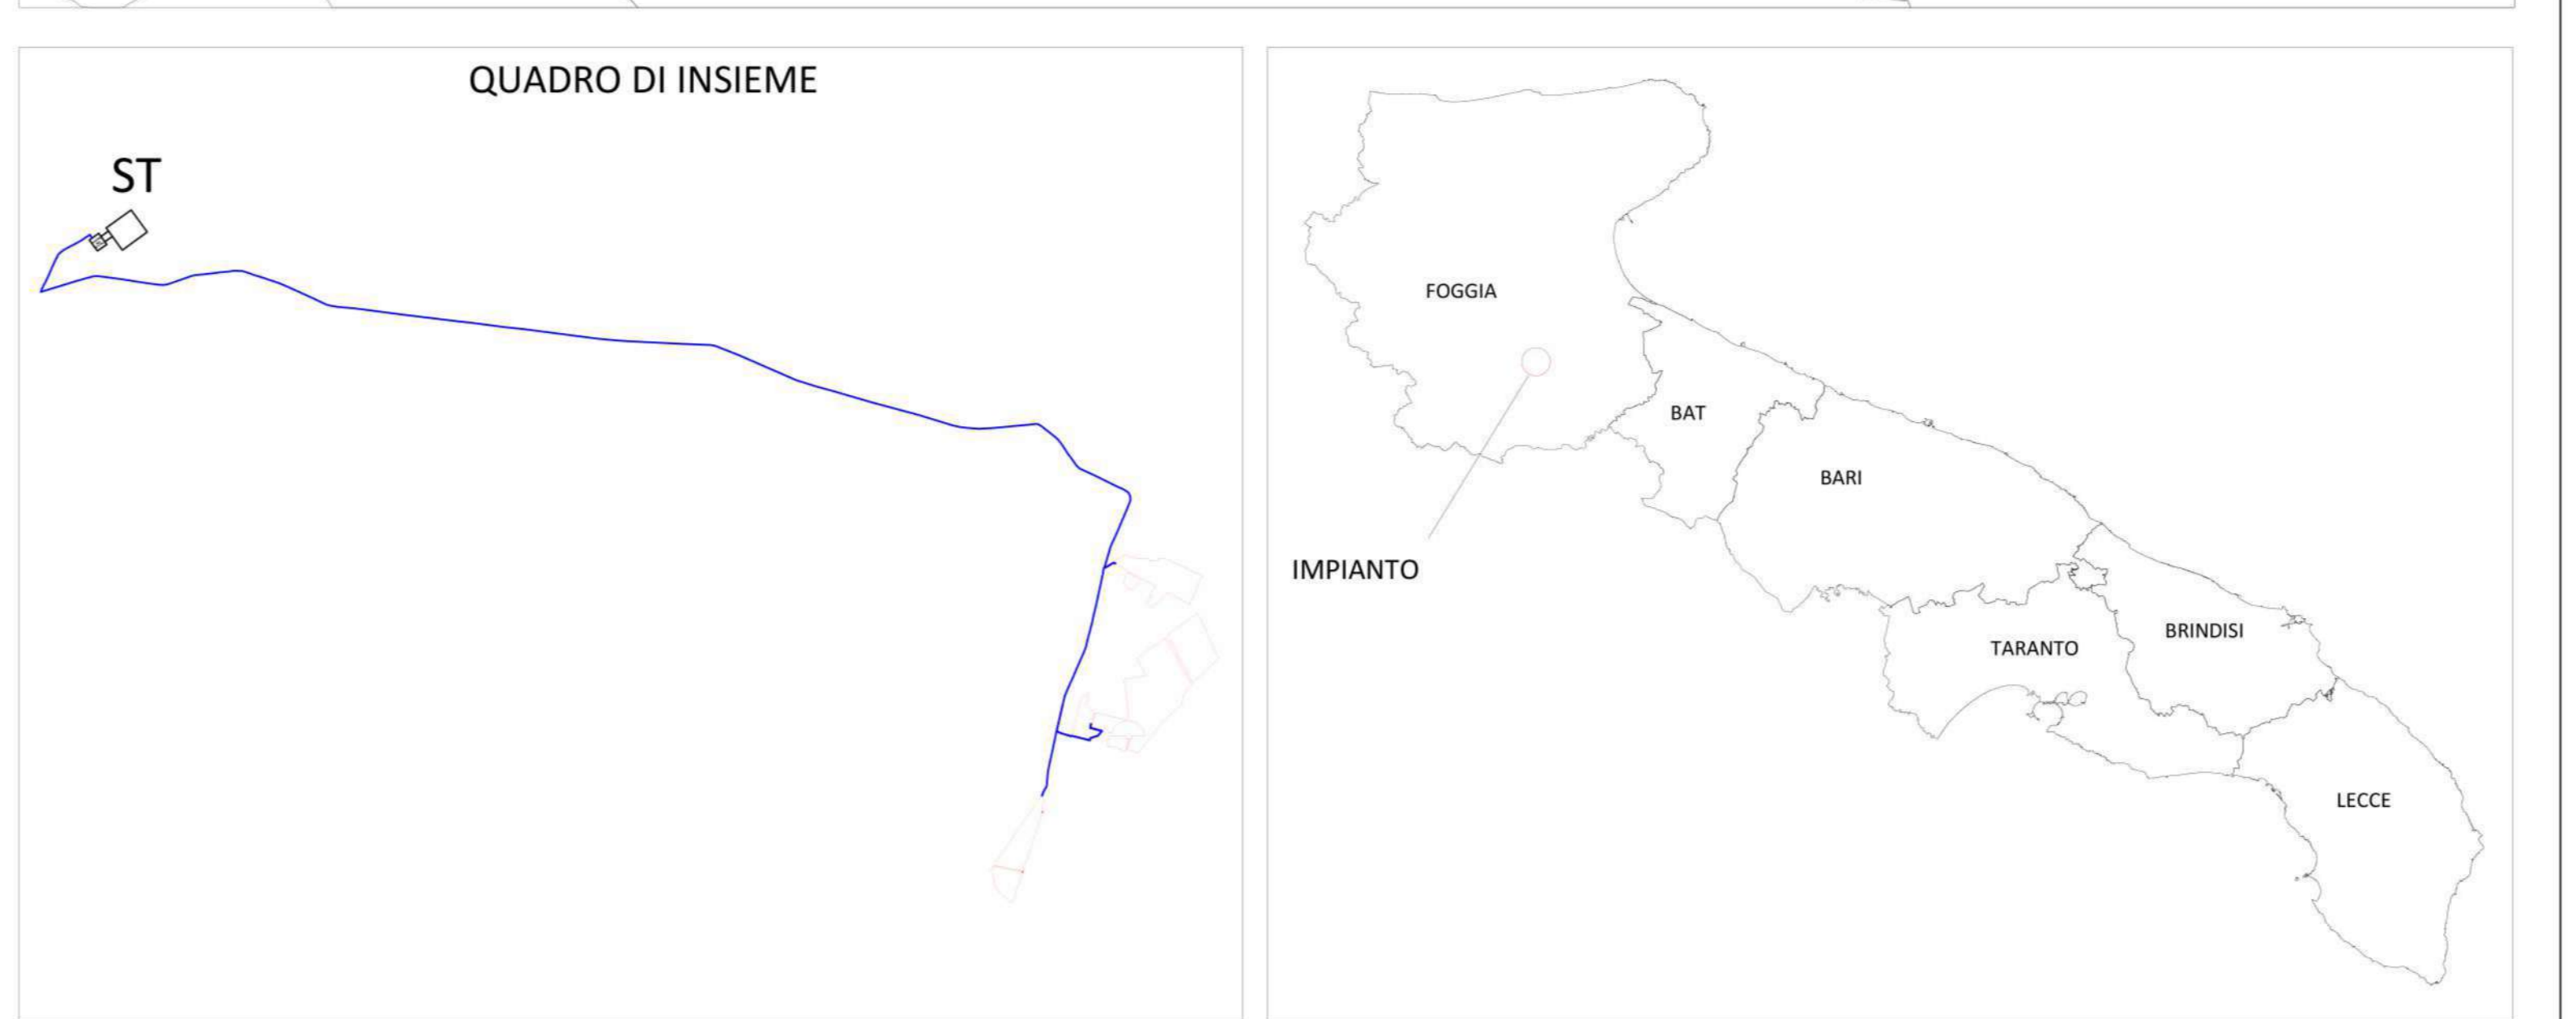 QUADRO DI INSIEME
ST
FOGGIA
BAT
BARI
IMPIANTO
BRINDISI
TARANTO
LECCE